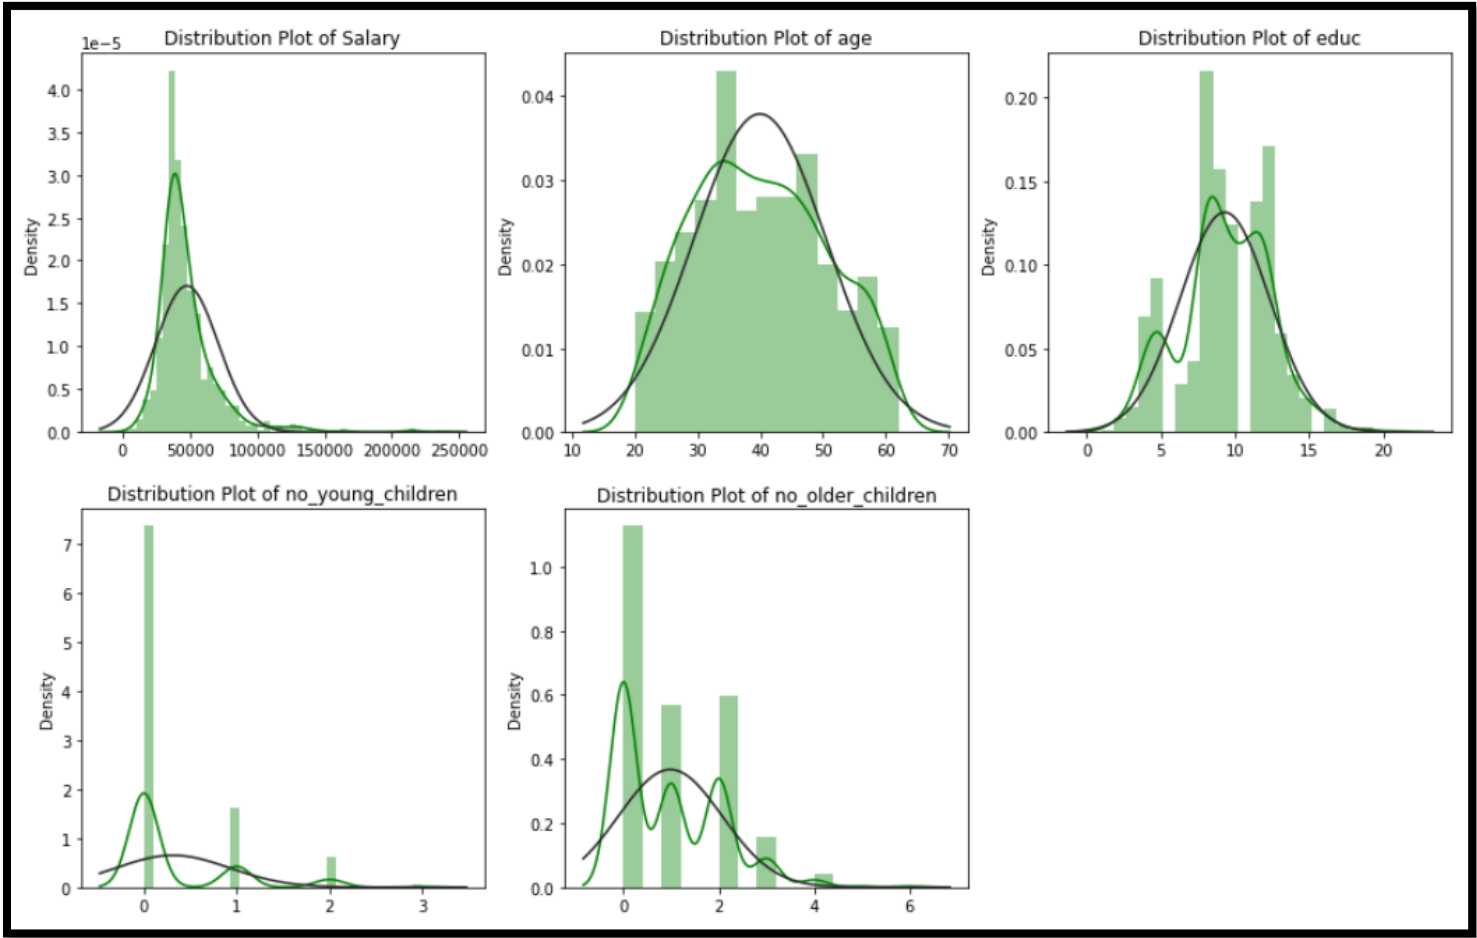 Distribution Plot of Salary
1e−5
Density
4.0
3.5
3.0
2.5
2.0
1.5
1.0
0.5
0.0
0 50000 100000 150000 200000 250000
Distribution Plot of age
Density
0.04
0.03
0.02
0.01
0.00
10 20 30 40 50 60 70
Distribution Plot of educ
Density
0.20
0.15
0.10
0.05
0.00
0 5 10 15 20
Distribution Plot of no_young_children
Density
7
6
5
4
3
2
1
0
0 1 2 3
Distribution Plot of no_older_children
Density
1.0
0.8
0.6
0.4
0.2
0.0
0 2 4 6